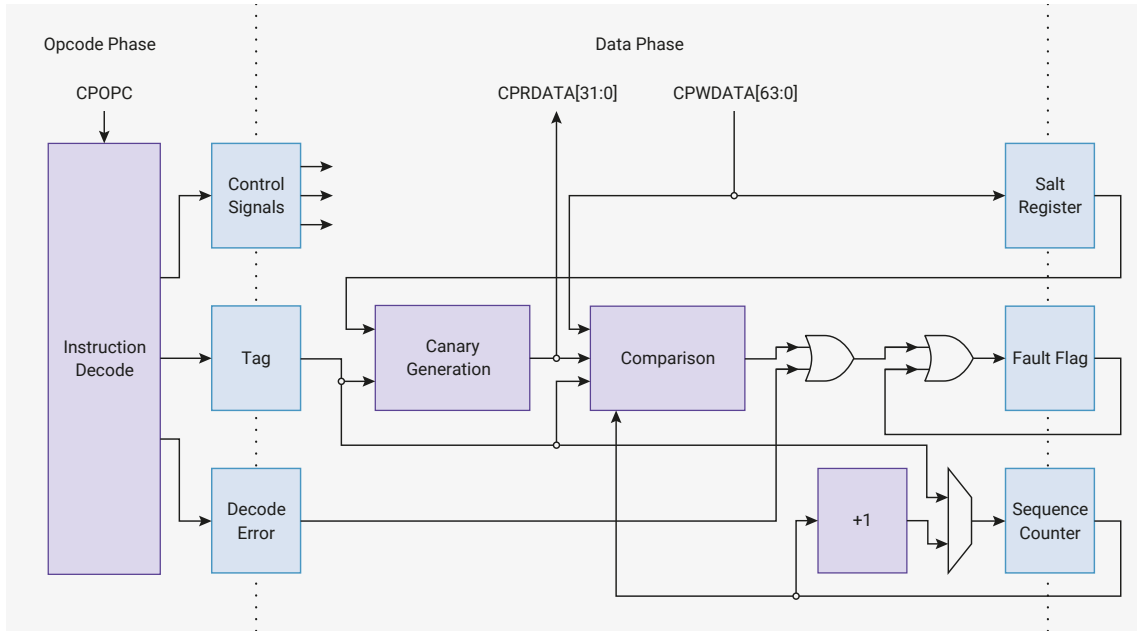 Opcode Phase
Data Phase
CPOPC
CPRDATA[31:0]
CPWDATA[63:0]
Control
Signals
Salt
Register
Instruction
Decode
Tag
Canary
Generation
Comparison
Fault Flag
Decode
Error
+1
Sequence
Counter